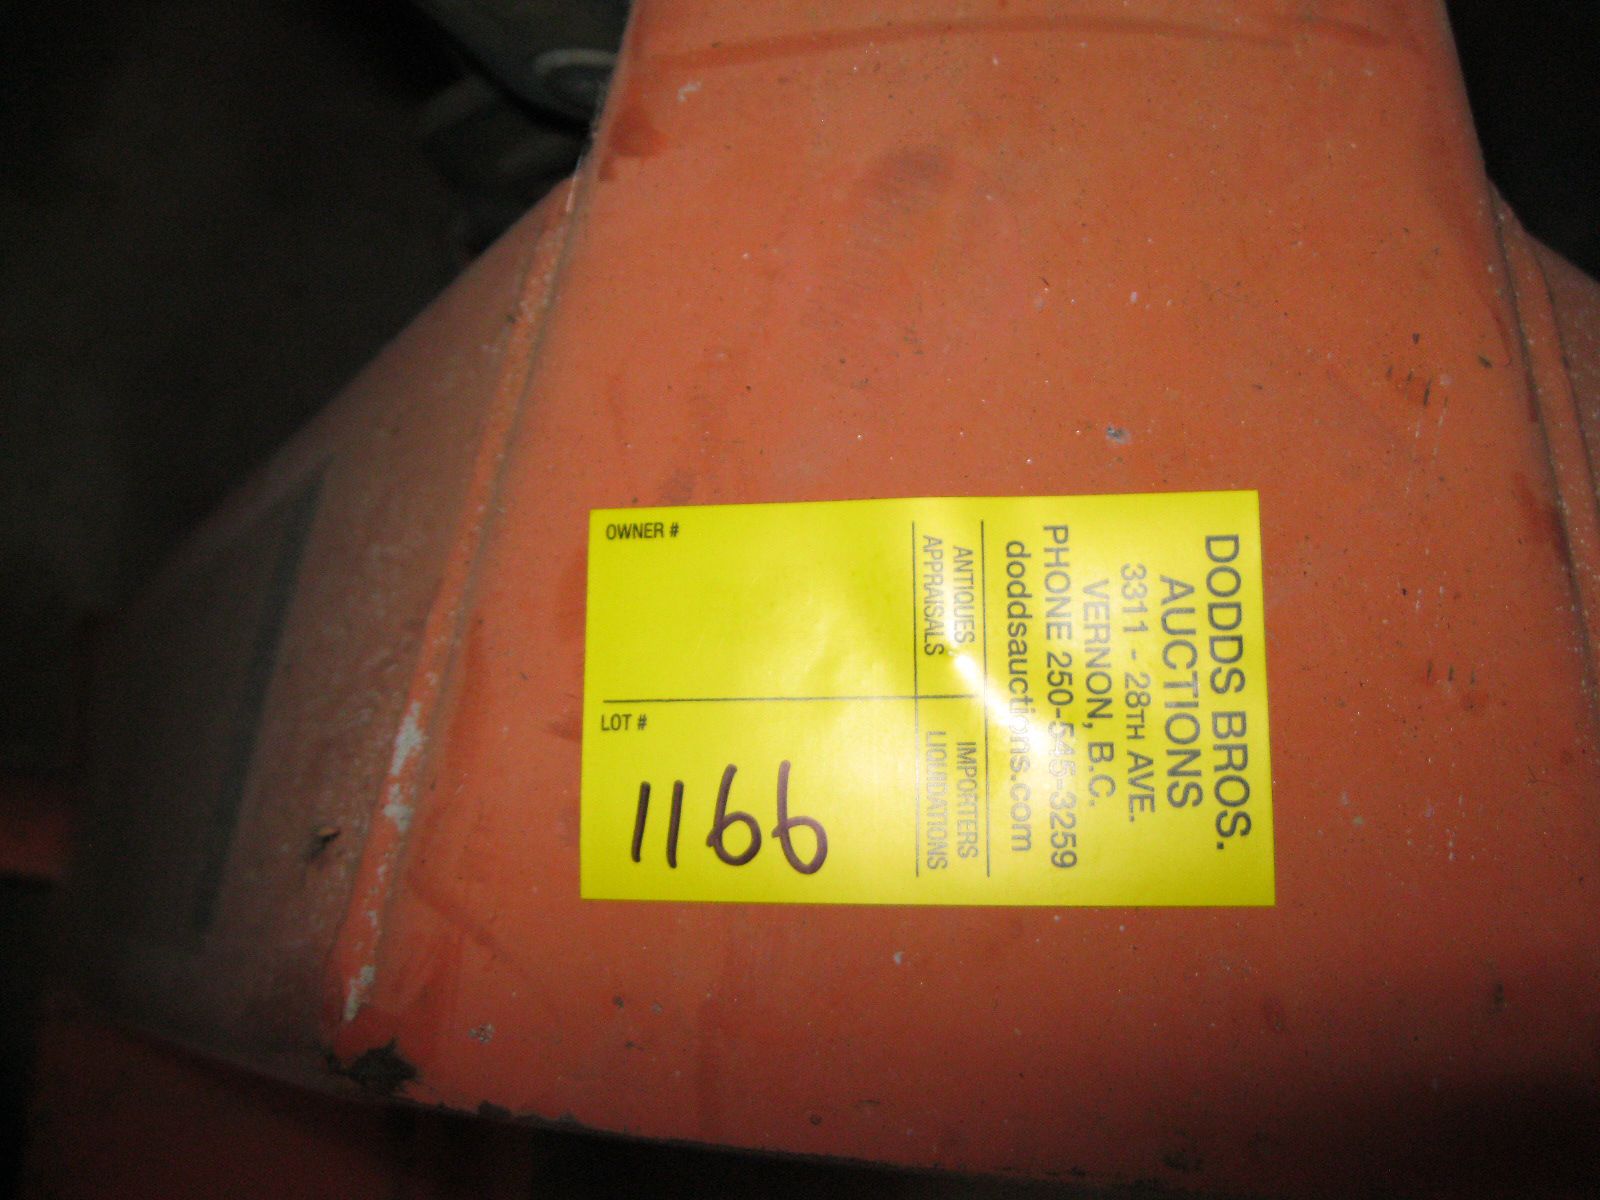 DODDS BROS.
AUCTIONS
3311 - 28TH AVE.
VERNON, B.C.
PHONE 250-545-3259
doddsauctions.com
ANTIQUES IMPORTERS
APPRAISALS LIQUIDATIONS
OWNER #
LOT #
1166